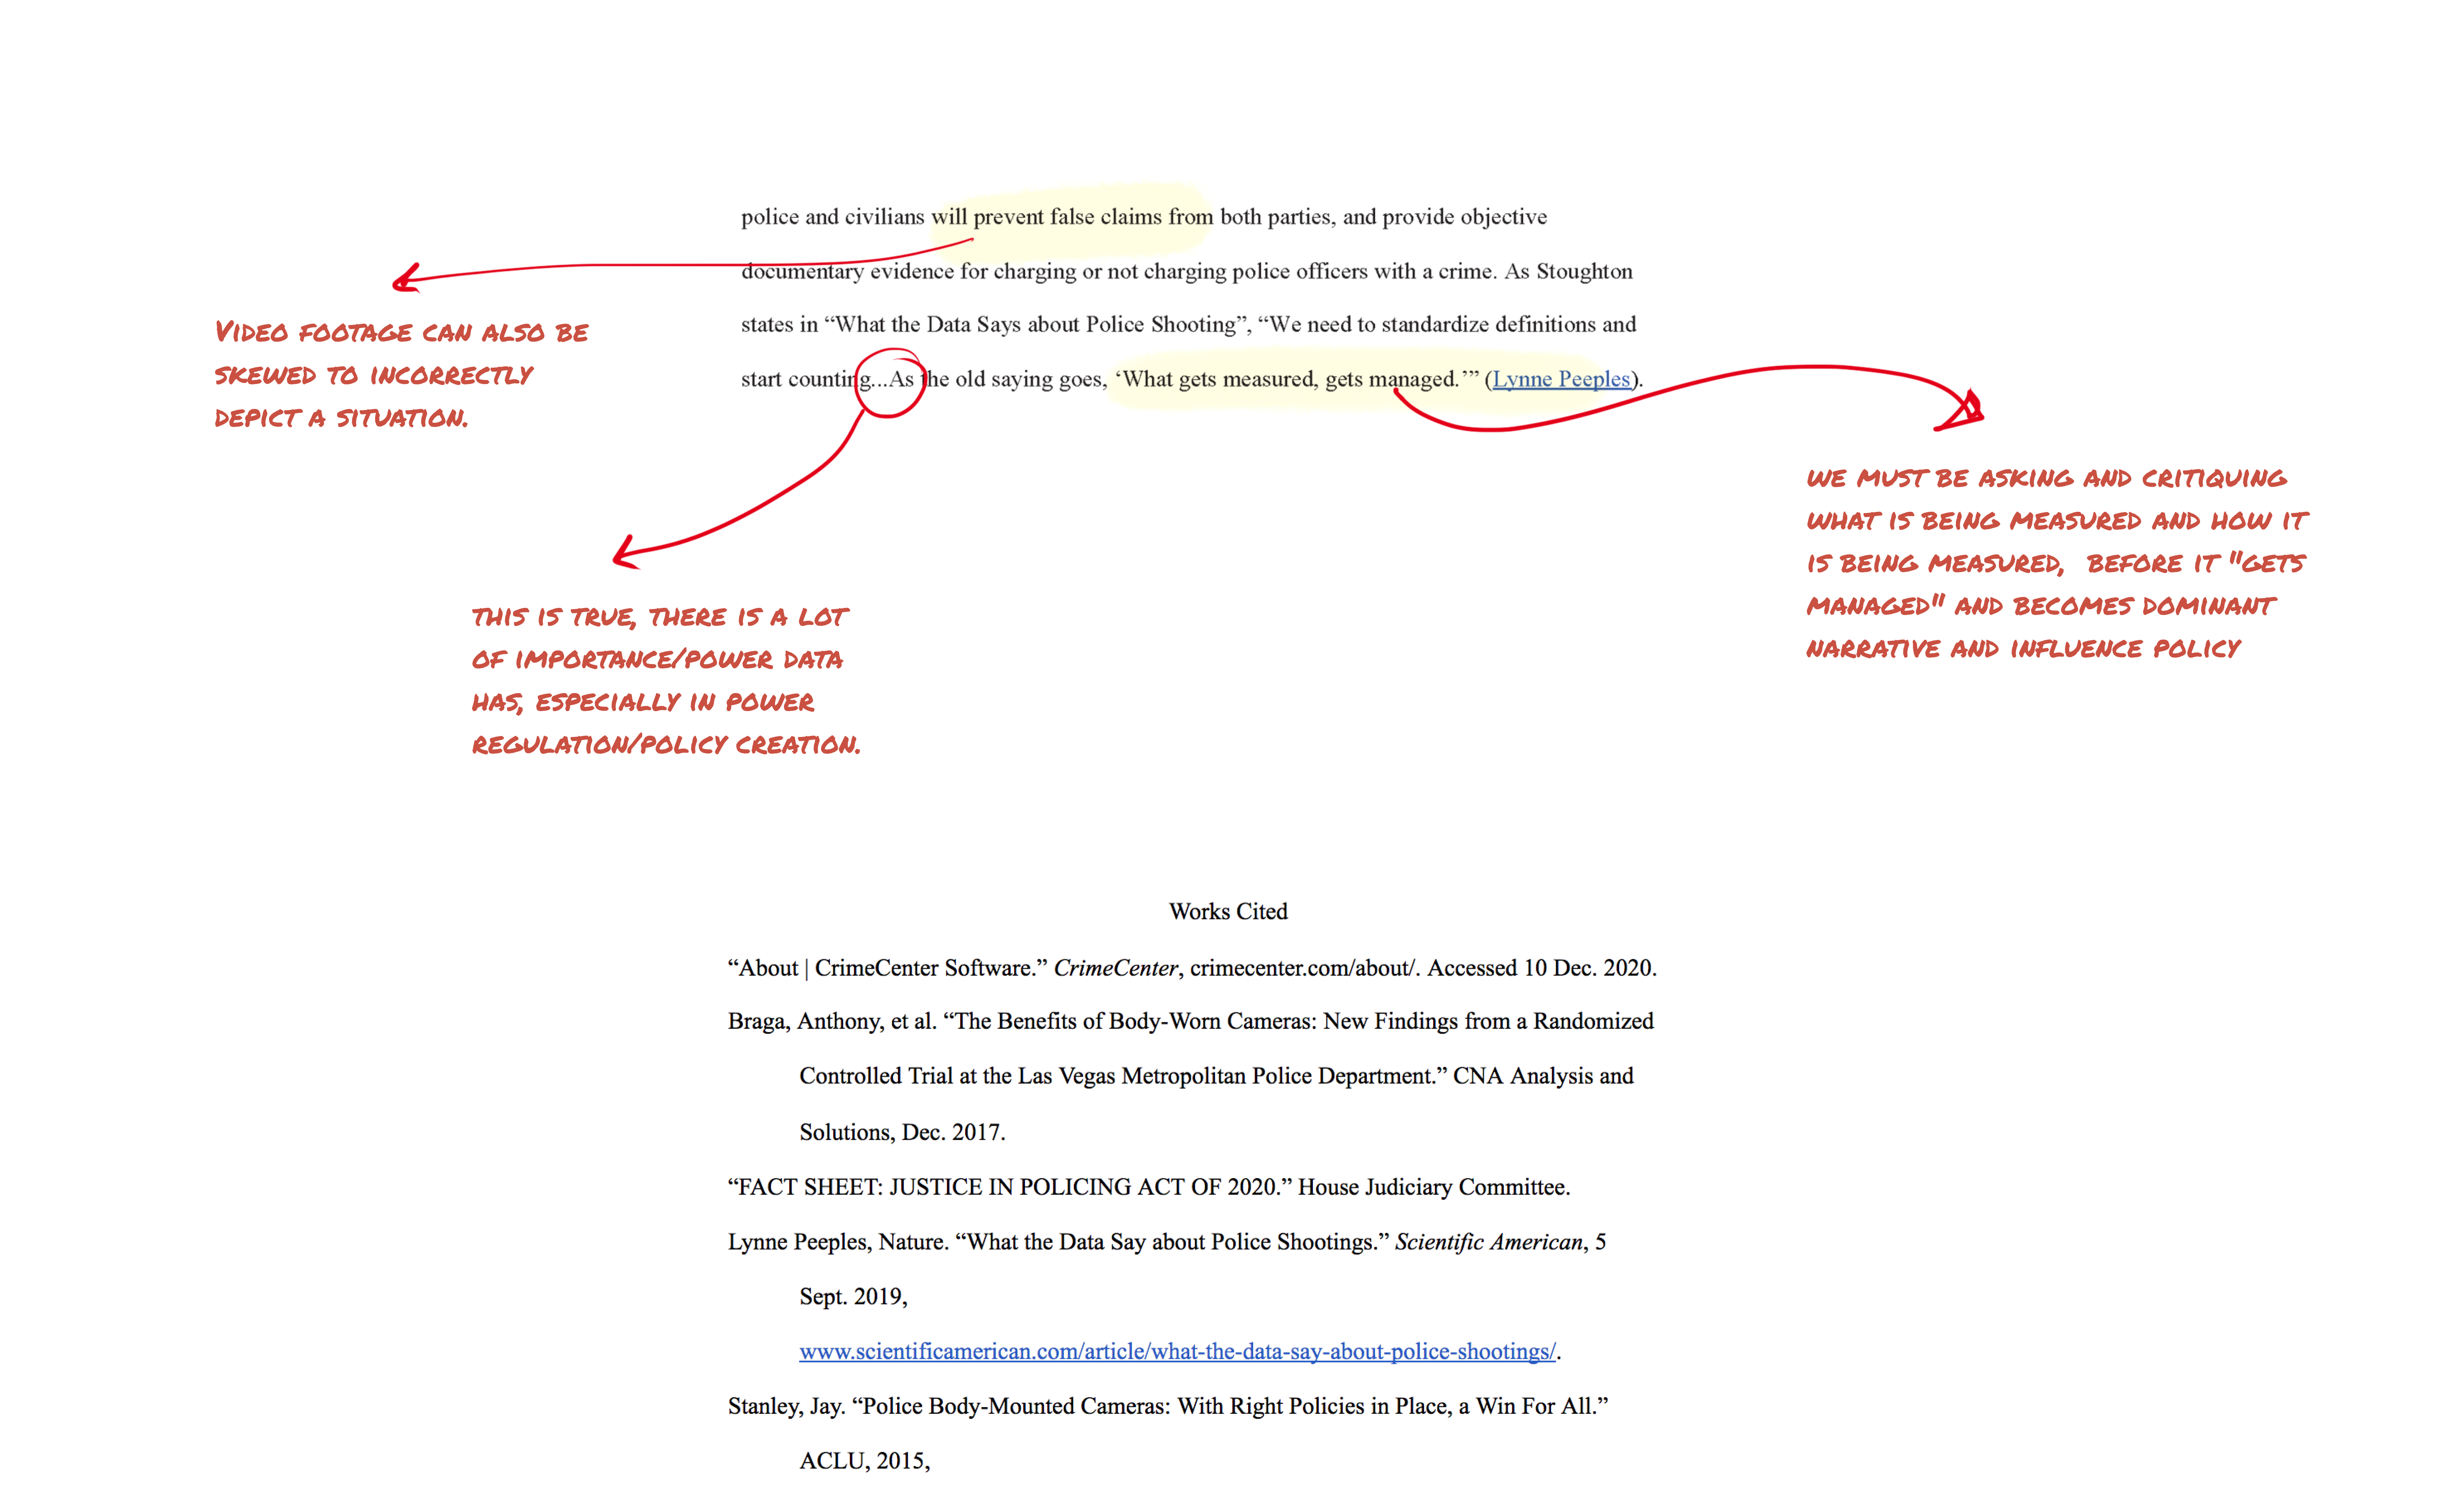 police and civilians will prevent false claims from both parties, and provide objective
documentary evidence for charging or not charging police officers with a crime. As Stoughton
states in “What the Data Says about Police Shooting”, “We need to standardize definitions and
start counting...As the old saying goes, ‘What gets measured, gets managed.’” (Lynne Peeples).
VIDEO FOOTAGE CAN ALSO BE
SKEWED TO INCORRECTLY
DEPICT A SITUATION.
WE MUST BE ASKING AND CRITIQUING
WHAT IS BEING MEASURED AND HOW IT
IS BEING MEASURED, BEFORE IT "GETS
MANAGED" AND BECOMES DOMINANT
NARRATIVE AND INFLUENCE POLICY
THIS IS TRUE, THERE IS A LOT
OF IMPORTANCE/POWER DATA
HAS, ESPECIALLY IN POWER
REGULATION/POLICY CREATION.
Works Cited
“About | CrimeCenter Software.” CrimeCenter, crimecenter.com/about/. Accessed 10 Dec. 2020.
Braga, Anthony, et al. “The Benefits of Body-Worn Cameras: New Findings from a Randomized
Controlled Trial at the Las Vegas Metropolitan Police Department.” CNA Analysis and
Solutions, Dec. 2017.
“FACT SHEET: JUSTICE IN POLICING ACT OF 2020.” House Judiciary Committee.
Lynne Peeples, Nature. “What the Data Say about Police Shootings.” Scientific American, 5
Sept. 2019,
www.scientificamerican.com/article/what-the-data-say-about-police-shootings/.
Stanley, Jay. “Police Body-Mounted Cameras: With Right Policies in Place, a Win For All.”
ACLU, 2015,